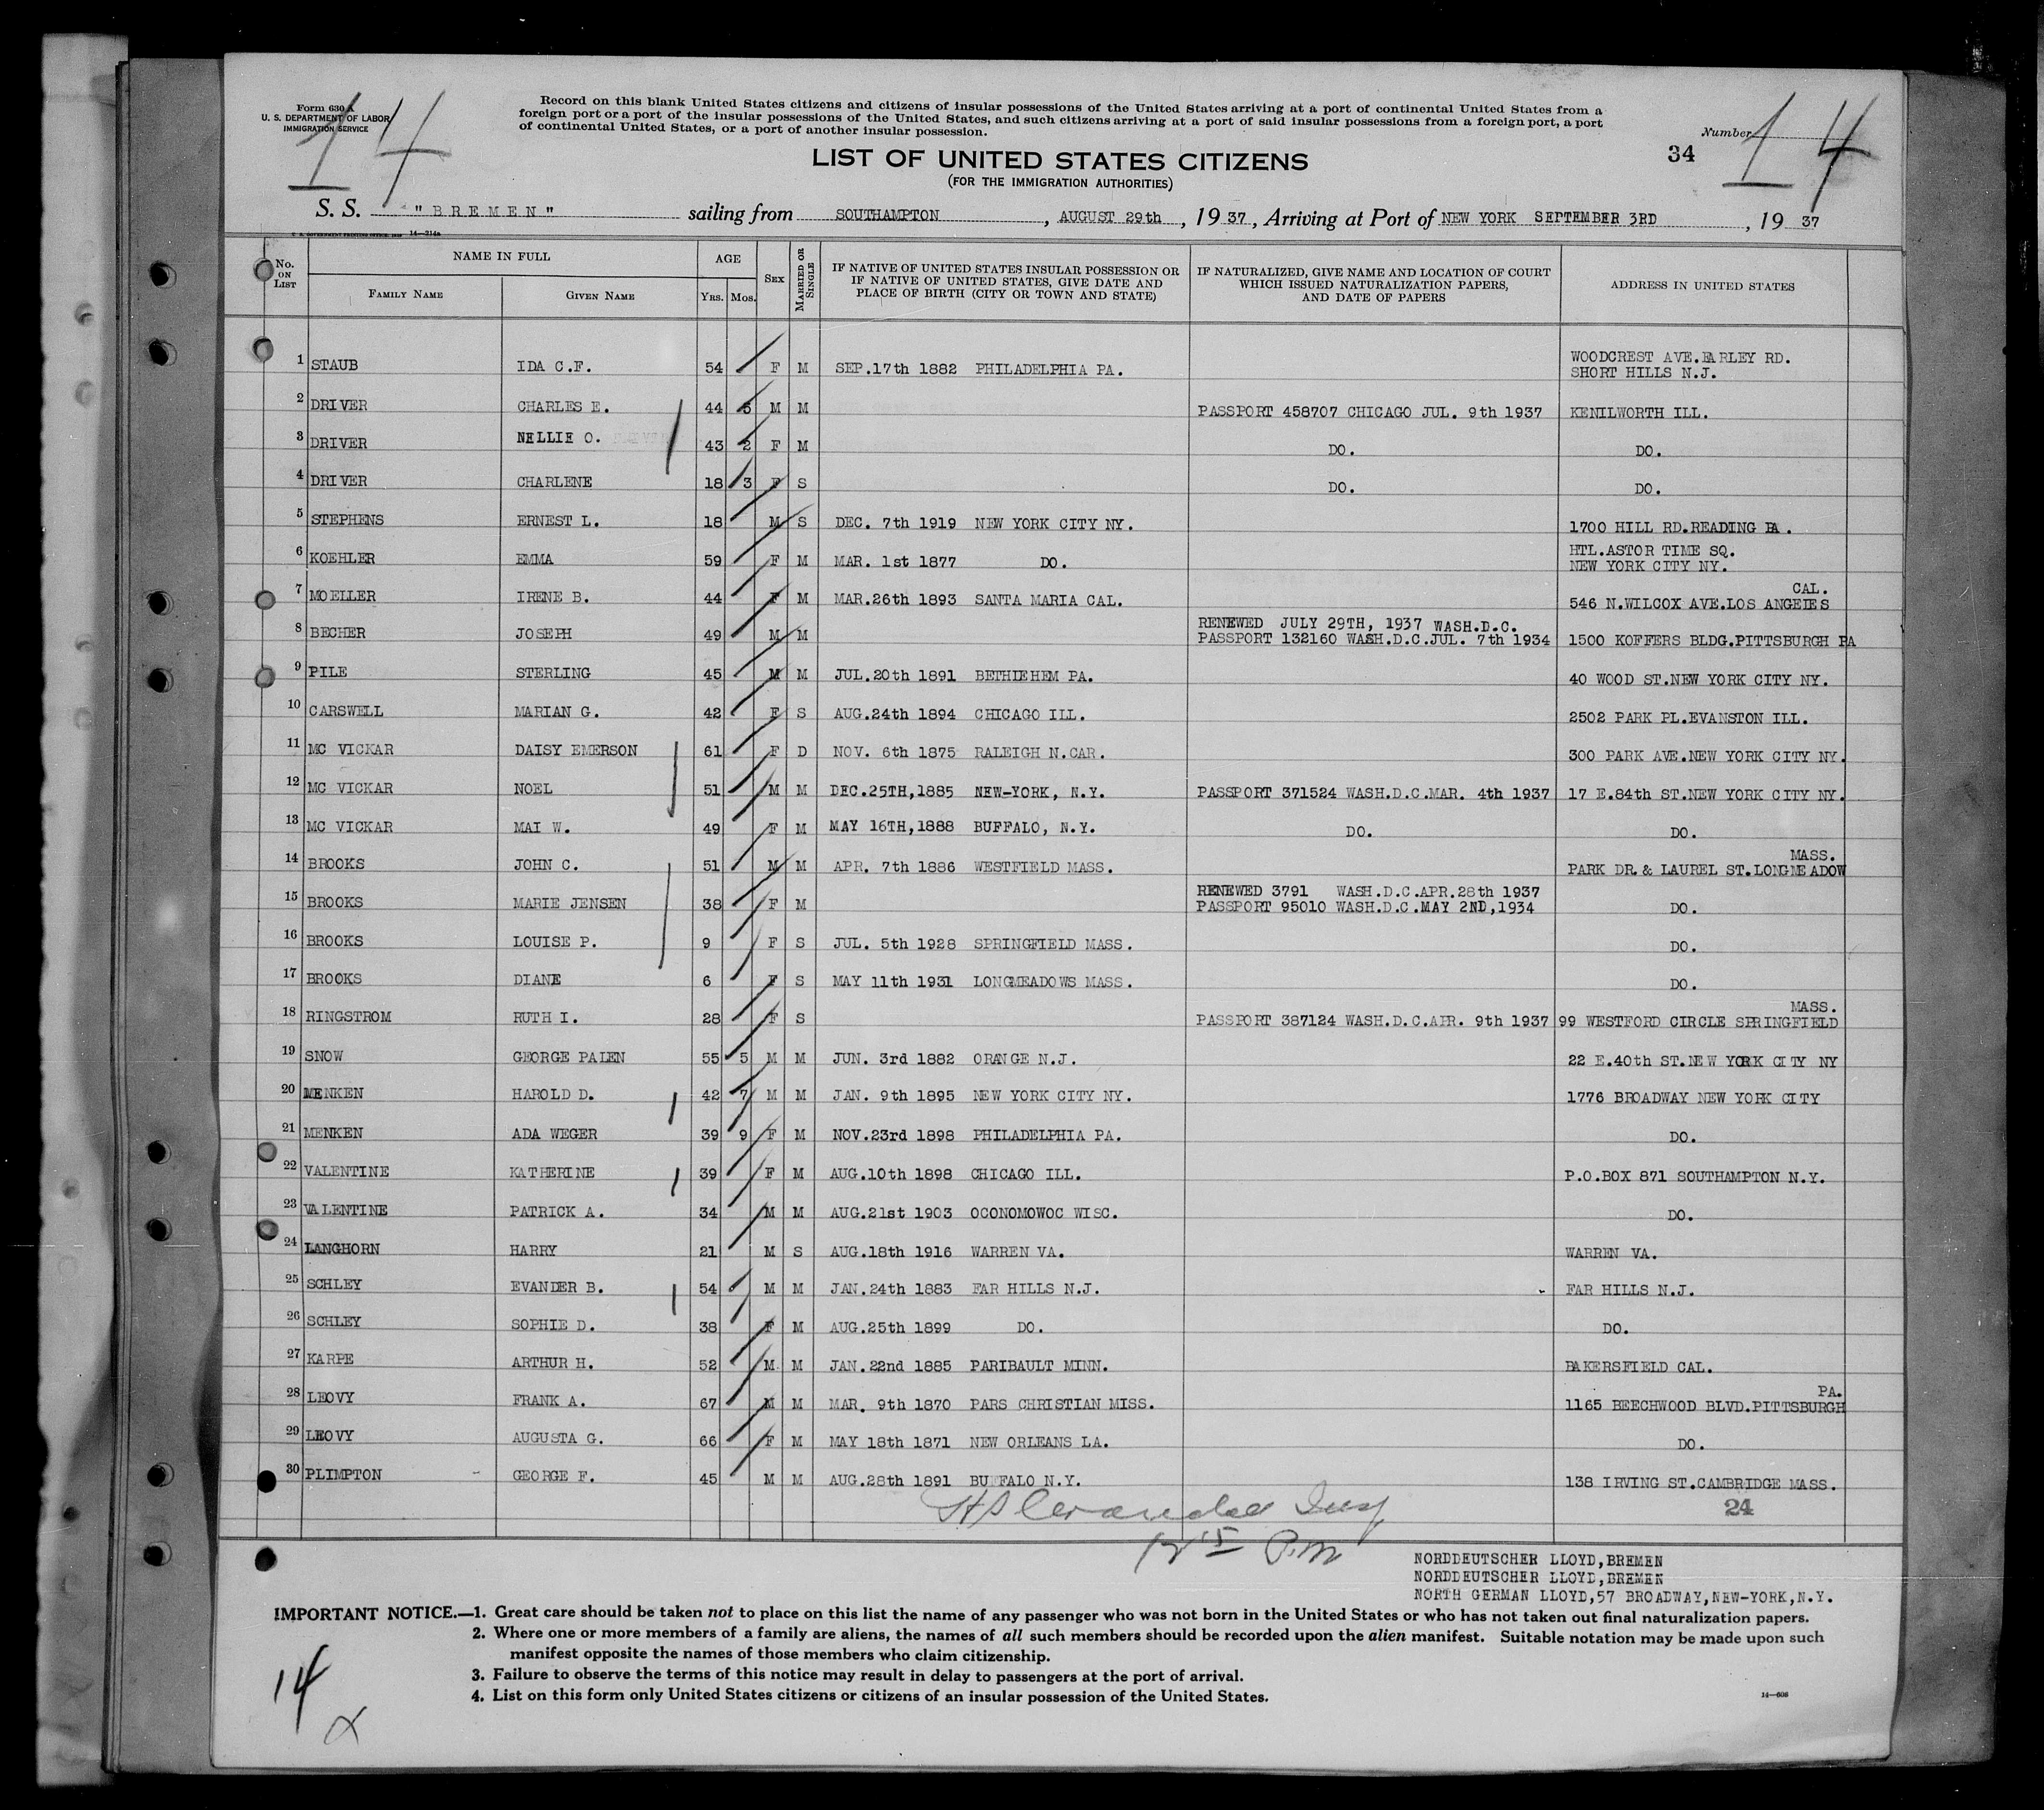 Form 630 A
U. S. DEPARTMENT OF LABOR
IMMIGRATION SERVICE
14
Record on this blank United States citizens and citizens of insular possessions of the United States arriving at a port of continental United States from a
foreign port or a port of the insular possessions of the United States, and such citizens arriving at a port of said insular possessions from a foreign port, a port
of continental United States, or a port of another insular possession.
Number 14
34
LIST OF UNITED STATES CITIZENS
(FOR THE IMMIGRATION AUTHORITIES)
S. S. "BREMEN" sailing from SOUTHAMPTON, AUGUST 29th, 1937, Arriving at Port of NEW YORK SEPTEMBER 3RD, 1937
14—214a
No. ON LIST NAME IN FULL FAMILY NAME GIVEN NAME AGE YRS. MOS. SEX MARRIED OR SINGLE IF NATIVE OF UNITED STATES INSULAR POSSESSION OR IF NATIVE OF UNITED STATES, GIVE DATE AND PLACE OF BIRTH (CITY OR TOWN AND STATE) IF NATURALIZED, GIVE NAME AND LOCATION OF COURT WHICH ISSUED NATURALIZATION PAPERS, AND DATE OF PAPERS ADDRESS IN UNITED STATES
1 STAUB IDA C.F. 54 F M SEP.17th 1882 PHILADELPHIA PA. WOODCREST AVE.FARLEY RD. SHORT HILLS N.J.
2 DRIVER CHARLES E. 44 5 M M PASSPORT 458707 CHICAGO JUL. 9th 1937 KENILWORTH ILL.
3 DRIVER NELLIE O. 43 2 F M DO. DO.
4 DRIVER CHARLENE 18 3 F S DO. DO.
5 STEPHENS ERNEST L. 18 M S DEC. 7th 1919 NEW YORK CITY NY. 1700 HILL RD.READING PA.
6 KOEHLER EMMA 59 F M MAR. 1st 1877 DO. HTL.ASTOR TIME SQ. NEW YORK CITY NY.
7 MOELLER IRENE B. 44 F M MAR.26th 1893 SANTA MARIA CAL. 546 N.WILCOX AVE.LOS ANGELES CAL.
8 BECHER JOSEPH 49 M M RENEWED JULY 29TH, 1937 WASH.D.C. PASSPORT 132160 WASH.D.C.JUL. 7th 1934 1500 KOFFERS BLDG.PITTSBURGH PA
9 PILE STERLING 45 M M JUL.20th 1891 BETHLEHEM PA. 40 WOOD ST.NEW YORK CITY NY.
10 CARSWELL MARIAN G. 42 F S AUG.24th 1894 CHICAGO ILL. 2502 PARK PL.EVANSTON ILL.
11 MC VICKAR DAISY EMERSON 61 F D NOV. 6th 1875 RALEIGH N.CAR. 300 PARK AVE.NEW YORK CITY NY.
12 MC VICKAR NOEL 51 M M DEC.25TH,1885 NEW-YORK, N.Y. PASSPORT 371524 WASH.D.C.MAR. 4th 1937 17 E.84th ST.NEW YORK CITY NY.
13 MC VICKAR MAI W. 49 F M MAY 16TH,1888 BUFFALO, N.Y. DO. DO.
14 BROOKS JOHN C. 51 M M APR. 7th 1886 WESTFIELD MASS. PARK DR.& LAUREL ST.LONGMEADOW MASS.
15 BROOKS MARIE JENSEN 38 F M RENEWED 3791 WASH.D.C.APR.28th 1937 PASSPORT 95010 WASH.D.C.MAY 2ND,1934 DO.
16 BROOKS LOUISE P. 9 F S JUL. 5th 1928 SPRINGFIELD MASS. DO.
17 BROOKS DIANE 6 F S MAY 11th 1931 LONGMEADOWS MASS. DO.
18 RINGSTROM RUTH I. 28 F S PASSPORT 387124 WASH.D.C.APR. 9th 1937 99 WESTFORD CIRCLE SPRINGFIELD MASS.
19 SNOW GEORGE PALEN 55 5 M M JUN. 3rd 1882 ORANGE N.J. 22 E.40th ST.NEW YORK CITY NY
20 MENKEN HAROLD D. 42 7 M M JAN. 9th 1895 NEW YORK CITY NY. 1776 BROADWAY NEW YORK CITY
21 MENKEN ADA WEGER 39 9 F M NOV.23rd 1898 PHILADELPHIA PA. DO.
22 VALENTINE KATHERINE 39 F M AUG.10th 1898 CHICAGO ILL. P.O.BOX 871 SOUTHAMPTON N.Y.
23 VALENTINE PATRICK A. 34 M M AUG.21st 1903 OCONOMOWOC WISC. DO.
24 LANGHORN HARRY 21 M S AUG.18th 1916 WARREN VA. WARREN VA.
25 SCHLEY EVANDER B. 54 M M JAN.24th 1883 FAR HILLS N.J. FAR HILLS N.J.
26 SCHLEY SOPHIE D. 38 F M AUG.25th 1899 DO. DO.
27 KARPE ARTHUR H. 52 M M JAN.22nd 1885 PARIBAULT MINN. BAKERSFIELD CAL.
28 LEOVY FRANK A. 67 M M MAR. 9th 1870 PARS CHRISTIAN MISS. 1165 BEECHWOOD BLVD.PITTSBURGH PA.
29 LEOVY AUGUSTA G. 66 F M MAY 18th 1871 NEW ORLEANS LA. DO.
30 PLIMPTON GEORGE F. 45 M M AUG.28th 1891 BUFFALO N.Y. 138 IRVING ST.CAMBRIDGE MASS.
24
12 15 P.M
NORDDEUTSCHER LLOYD,BREMEN
NORDDEUTSCHER LLOYD,BREMEN
NORTH GERMAN LLOYD,57 BROADWAY,NEW-YORK,N.Y.
IMPORTANT NOTICE.—1. Great care should be taken not to place on this list the name of any passenger who was not born in the United States or who has not taken out final naturalization papers.
2. Where one or more members of a family are aliens, the names of all such members should be recorded upon the alien manifest. Suitable notation may be made upon such
manifest opposite the names of those members who claim citizenship.
3. Failure to observe the terms of this notice may result in delay to passengers at the port of arrival.
4. List on this form only United States citizens or citizens of an insular possession of the United States.
14—608
14